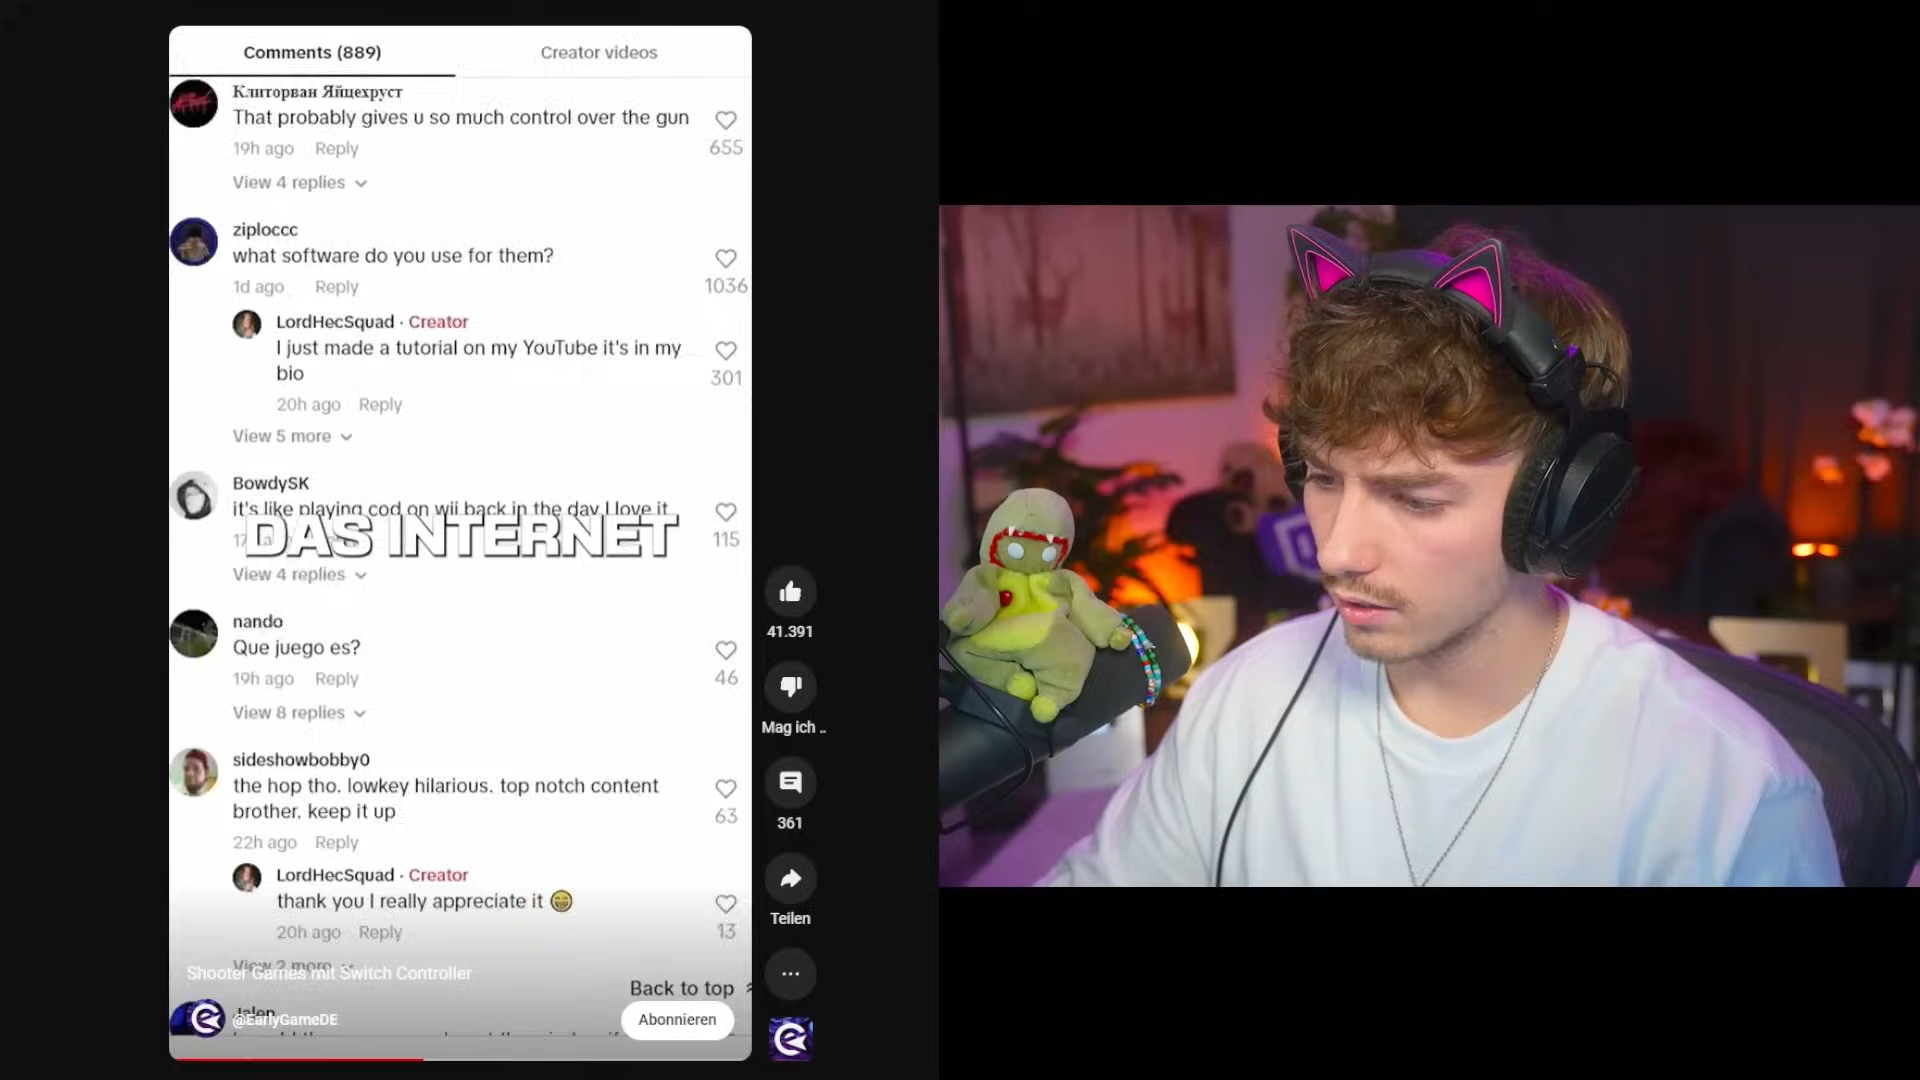 Comments (889)
Creator videos
Клиторван Яйцехруст
That probably gives u so much control over the gun
655
19h ago Reply
View 4 replies
ziploccc
what software do you use for them?
1036
1d ago Reply
LordHecSquad · Creator
I just made a tutorial on my YouTube it's in my
bio
301
20h ago Reply
View 5 more
BowdySK
it's like playing cod on wii back in the day I love it
DAS INTERNET
115
View 4 replies
nando
Que juego es?
46
19h ago Reply
View 8 replies
sideshowbobby0
the hop tho. lowkey hilarious. top notch content
brother. keep it up
63
22h ago Reply
LordHecSquad · Creator
thank you I really appreciate it 😁
13
20h ago Reply
View 2 more
Shooter Games mit Switch Controller
Back to top
Jalen
@EarlyGameDE
Abonnieren
41.391
Mag ich ..
361
Teilen